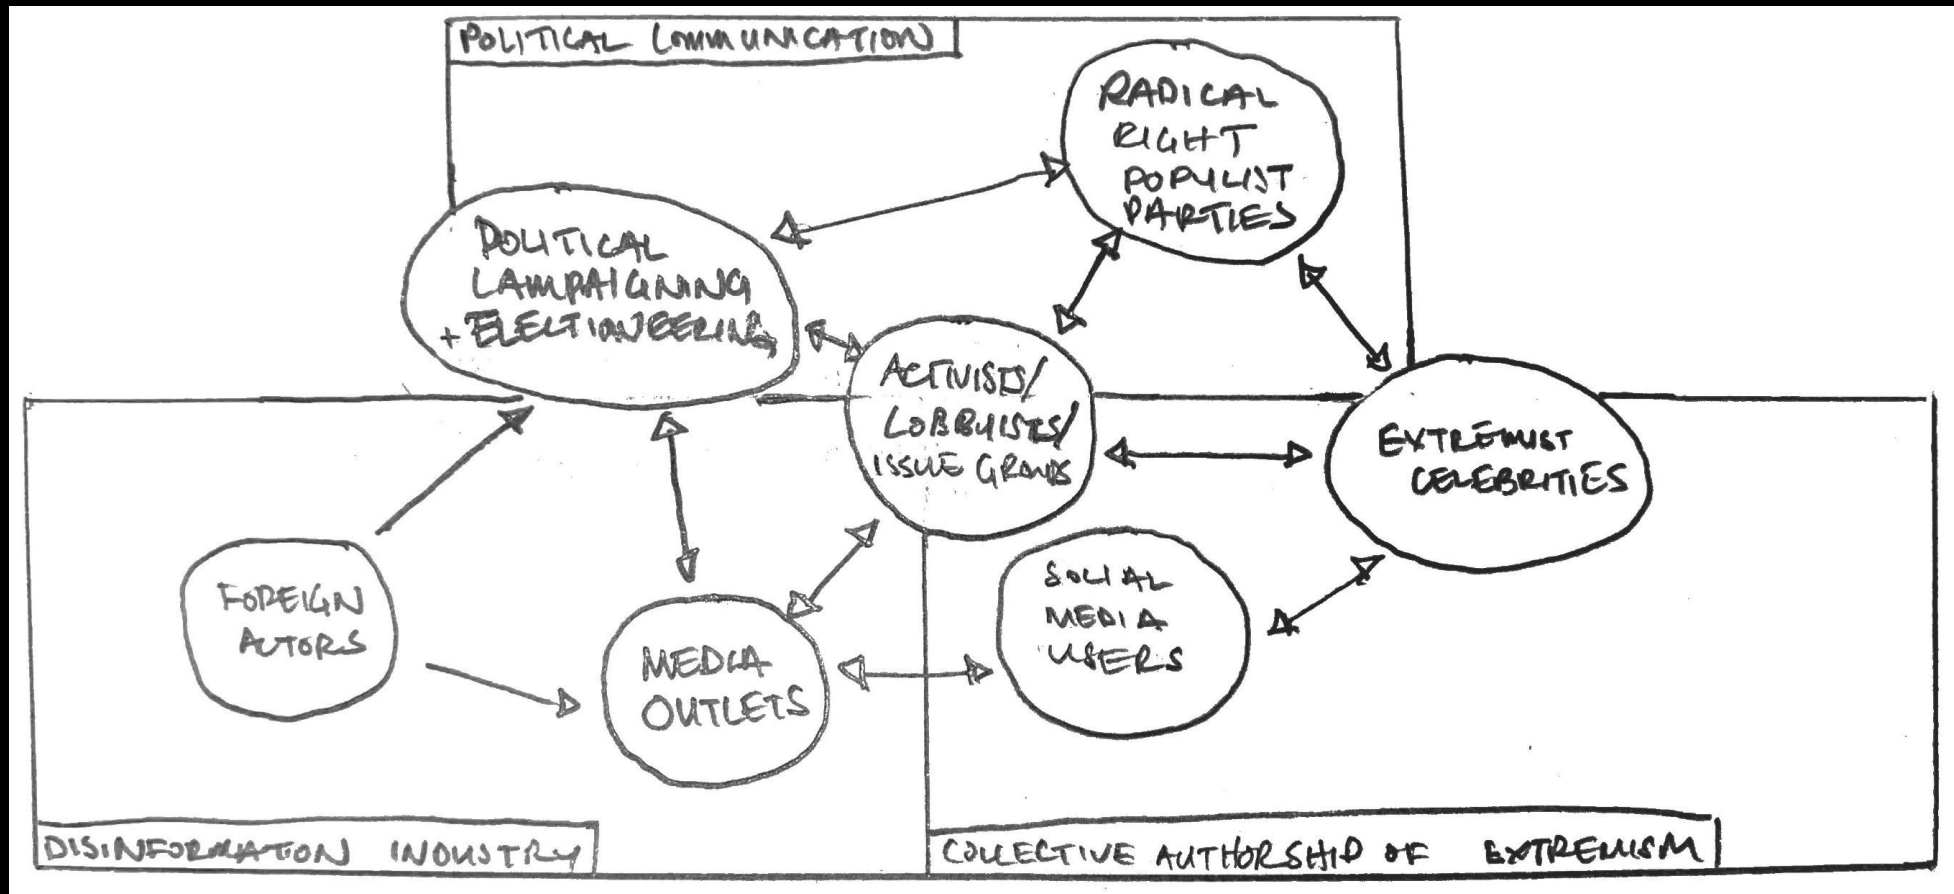 POLITICAL COMMUNICATION
RADICAL
RIGHT
POPULIST
PARTIES
POLITICAL
CAMPAIGNING
+ ELECTIONEERING
ACTIVISTS/
LOBBYISTS/
ISSUE GROUPS
EXTREMIST
CELEBRITIES
FOREIGN
ACTORS
MEDIA
OUTLETS
SOCIAL
MEDIA
USERS
DISINFORMATION INDUSTRY
COLLECTIVE AUTHORSHIP OF EXTREMISM